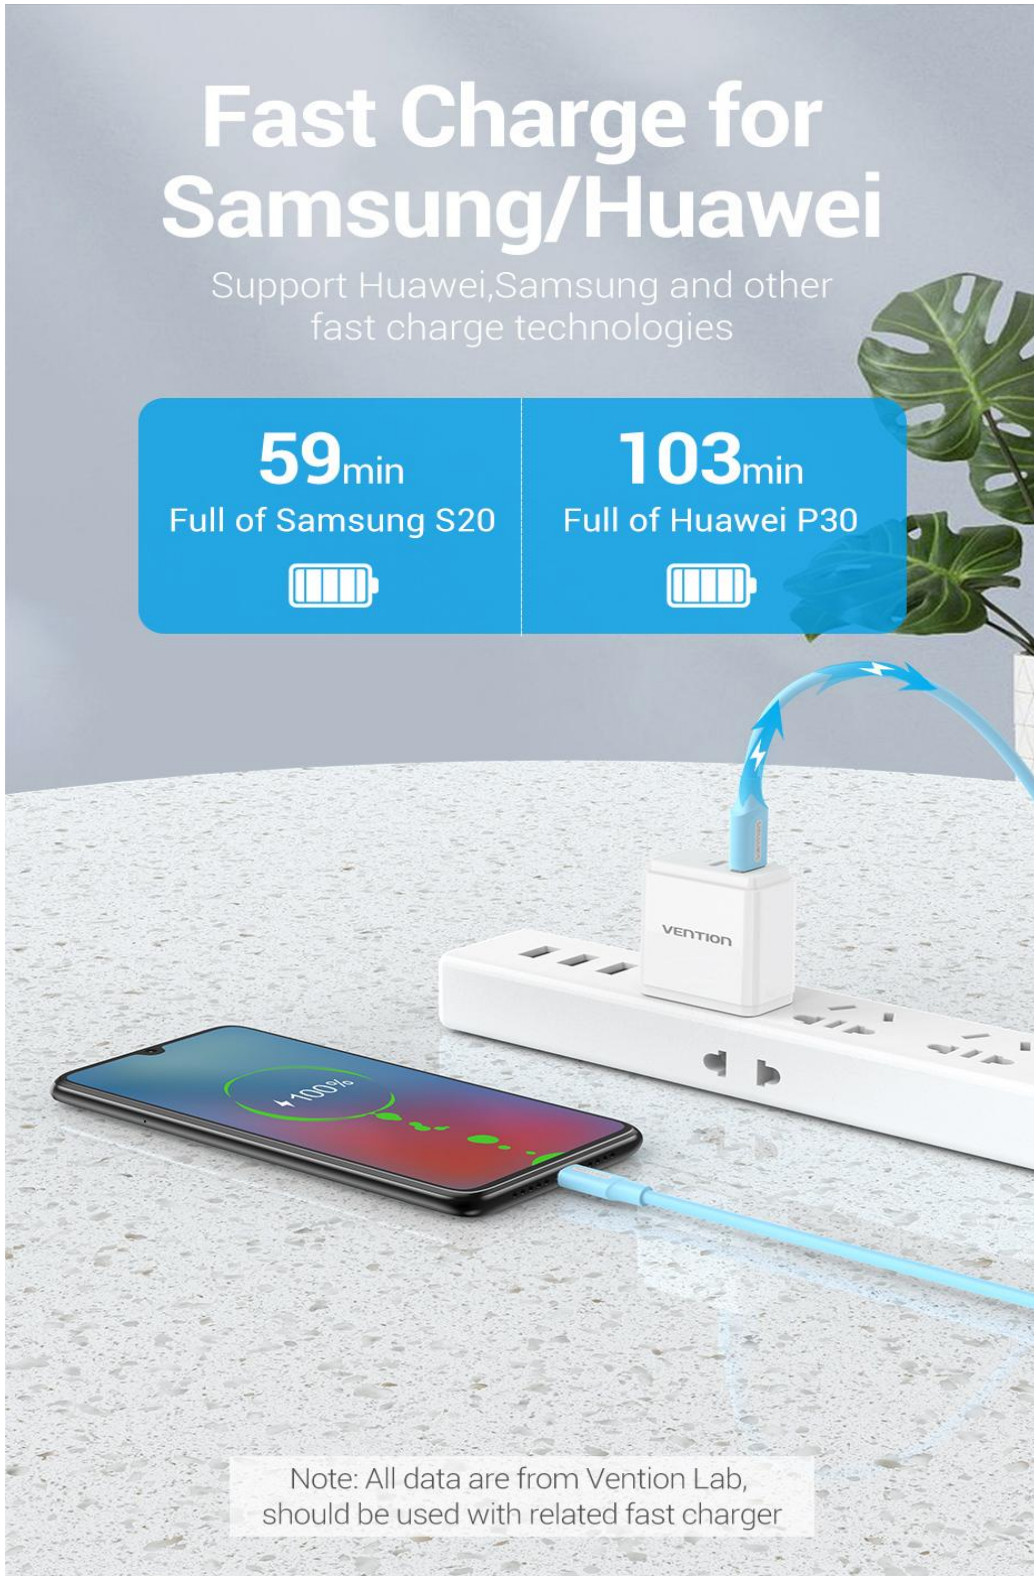 Fast Charge for
Samsung/Huawei
Support Huawei,Samsung and other
fast charge technologies
59min
Full of Samsung S20
103min
Full of Huawei P30
VENTION
100%
Note: All data are from Vention Lab,
should be used with related fast charger